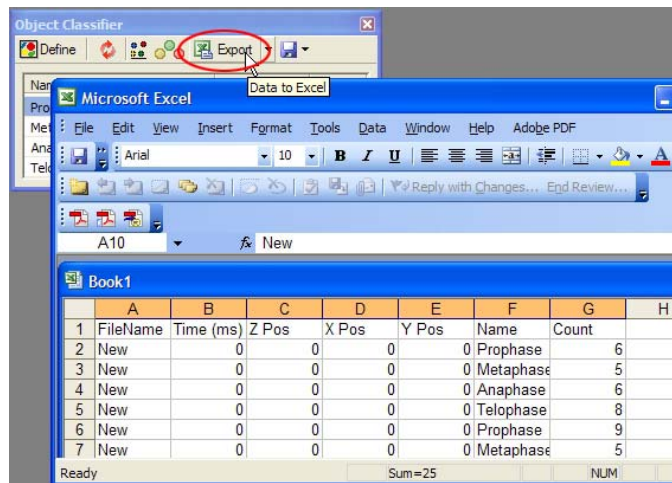 Object Classifier
Define Export
Data to Excel
Nar
Pro
Met
Ana
Telo
Microsoft Excel
File Edit View Insert Format Tools Data Window Help Adobe PDF
Arial 10 B I U A
Reply with Changes... End Review...
A10 fx New
Book1
A B C D E F G H
1 FileName Time (ms) Z Pos X Pos Y Pos Name Count
2 New 0 0 0 0 Prophase 6
3 New 0 0 0 0 Metaphase 5
4 New 0 0 0 0 Anaphase 6
5 New 0 0 0 0 Telophase 8
6 New 0 0 0 0 Prophase 9
7 New 0 0 0 0 Metaphase 5
Ready Sum=25 NUM